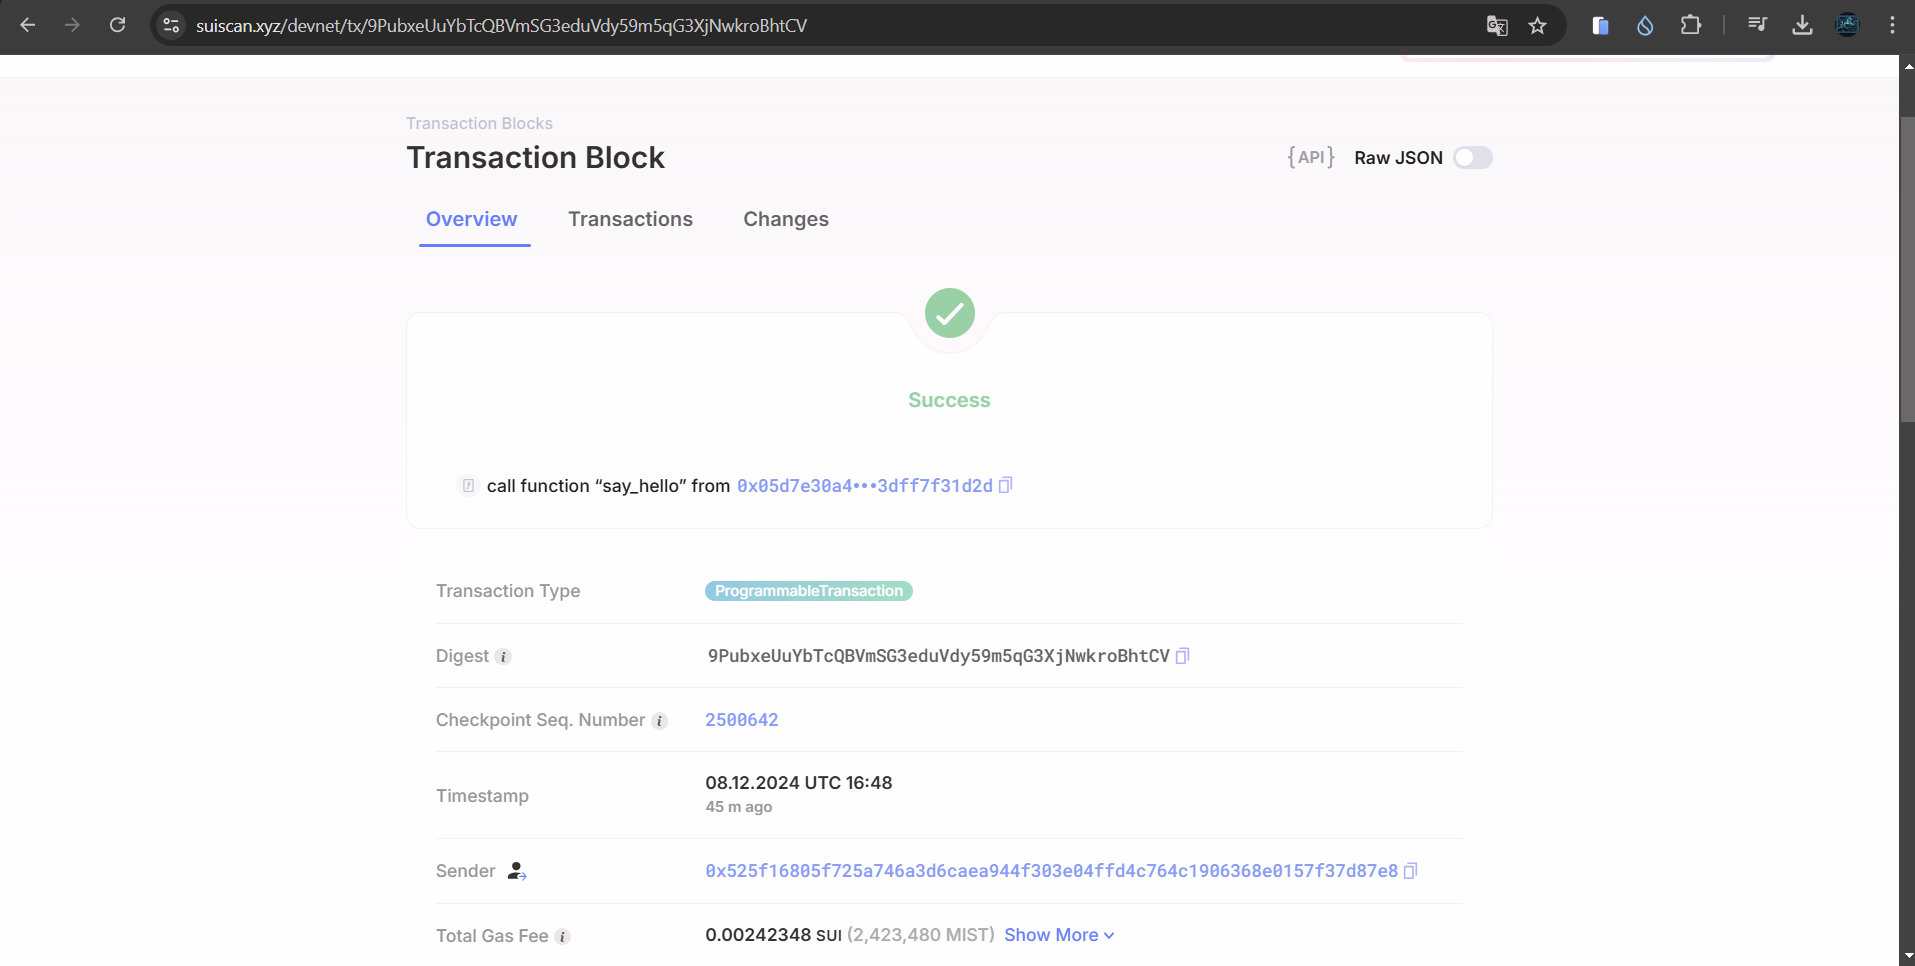 suiscan.xyz/devnet/tx/9PubxeUuYbTcQBVmSG3eduVdy59m5qG3XjNwkroBhtCV
Transaction Blocks
Transaction Block
{API} Raw JSON
Overview Transactions Changes
Success
call function “say_hello” from 0x05d7e30a4•••3dff7f31d2d
Transaction Type ProgrammableTransaction
Digest i 9PubxeUuYbTcQBVmSG3eduVdy59m5qG3XjNwkroBhtCV
Checkpoint Seq. Number i 2500642
Timestamp 08.12.2024 UTC 16:48
45 m ago
Sender 0x525f16805f725a746a3d6caea944f303e04ffd4c764c1906368e0157f37d87e8
Total Gas Fee i 0.00242348 SUI (2,423,480 MIST) Show More